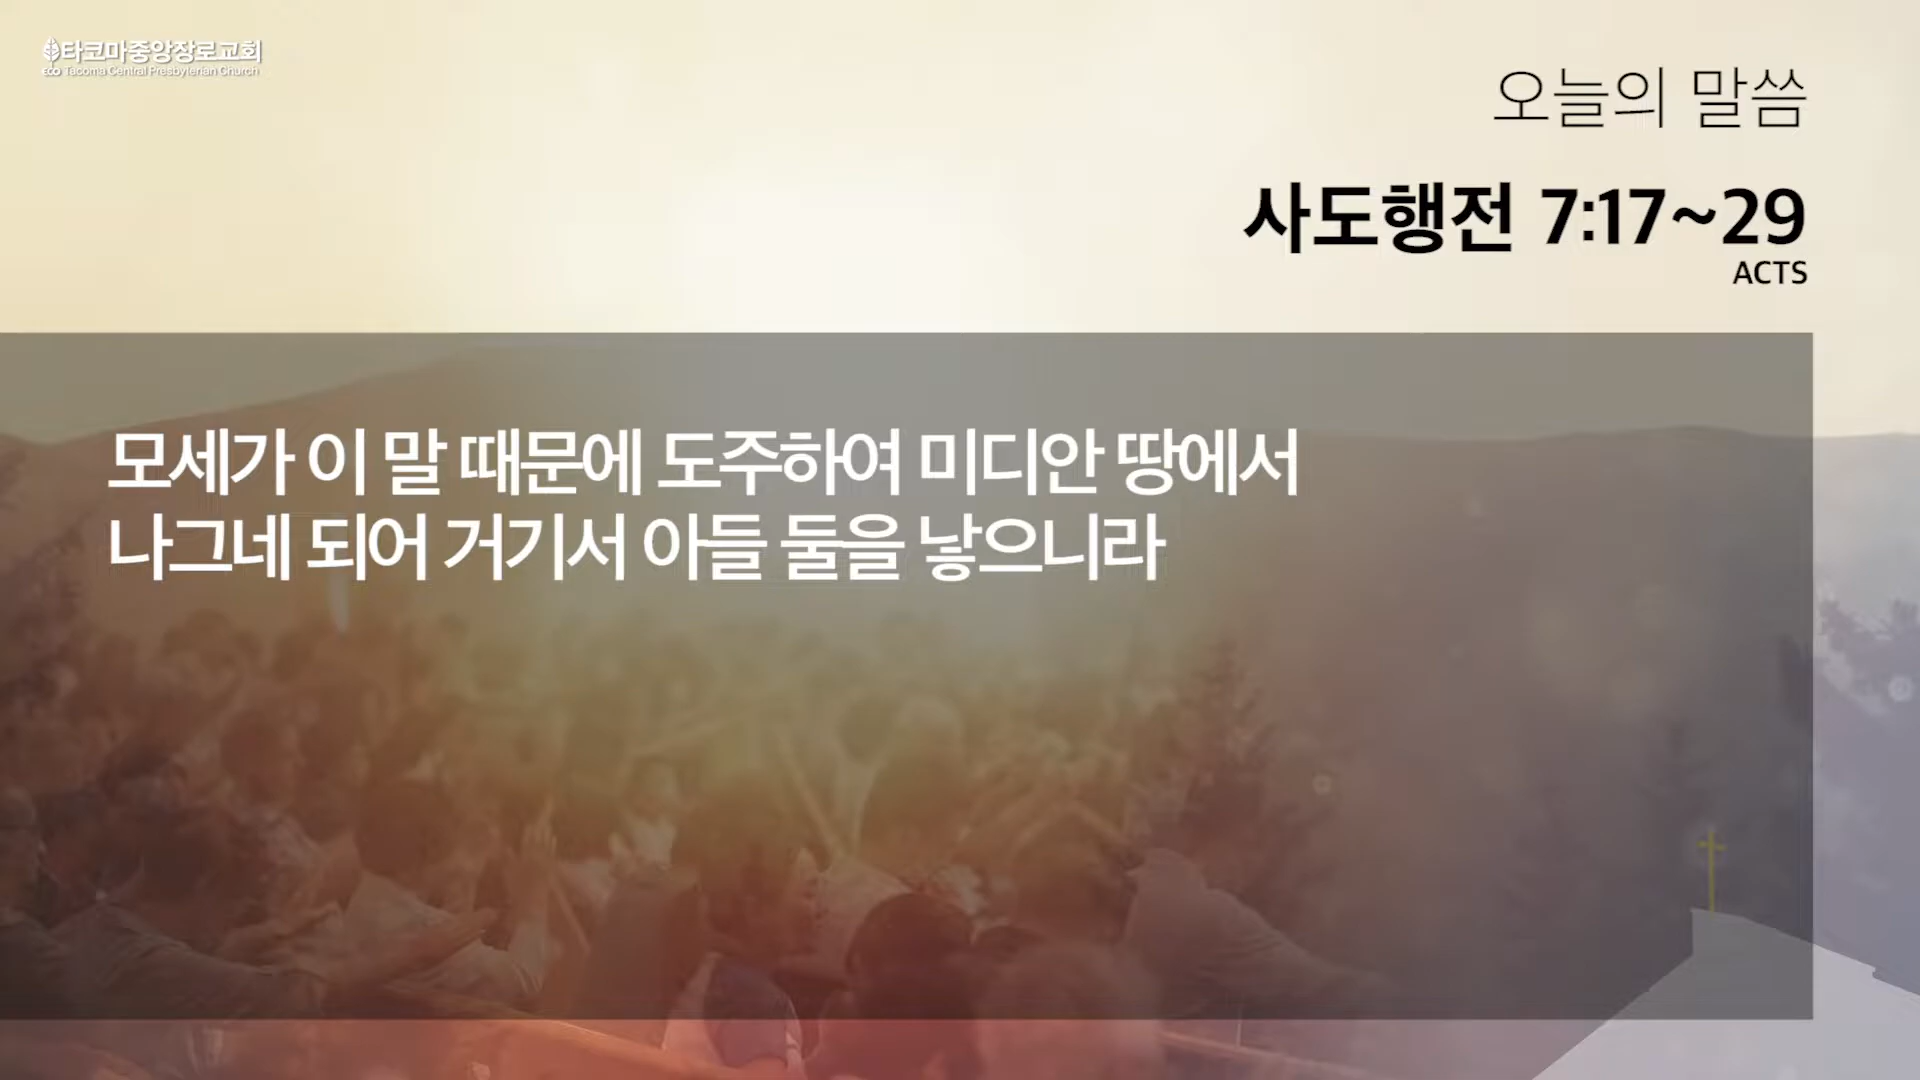 타코마중앙장로교회
ECO Tacoma Central Presbyterian Church
오늘의 말씀
사도행전 7:17~29
ACTS
모세가 이 말 때문에 도주하여 미디안 땅에서
나그네 되어 거기서 아들 둘을 낳으니라